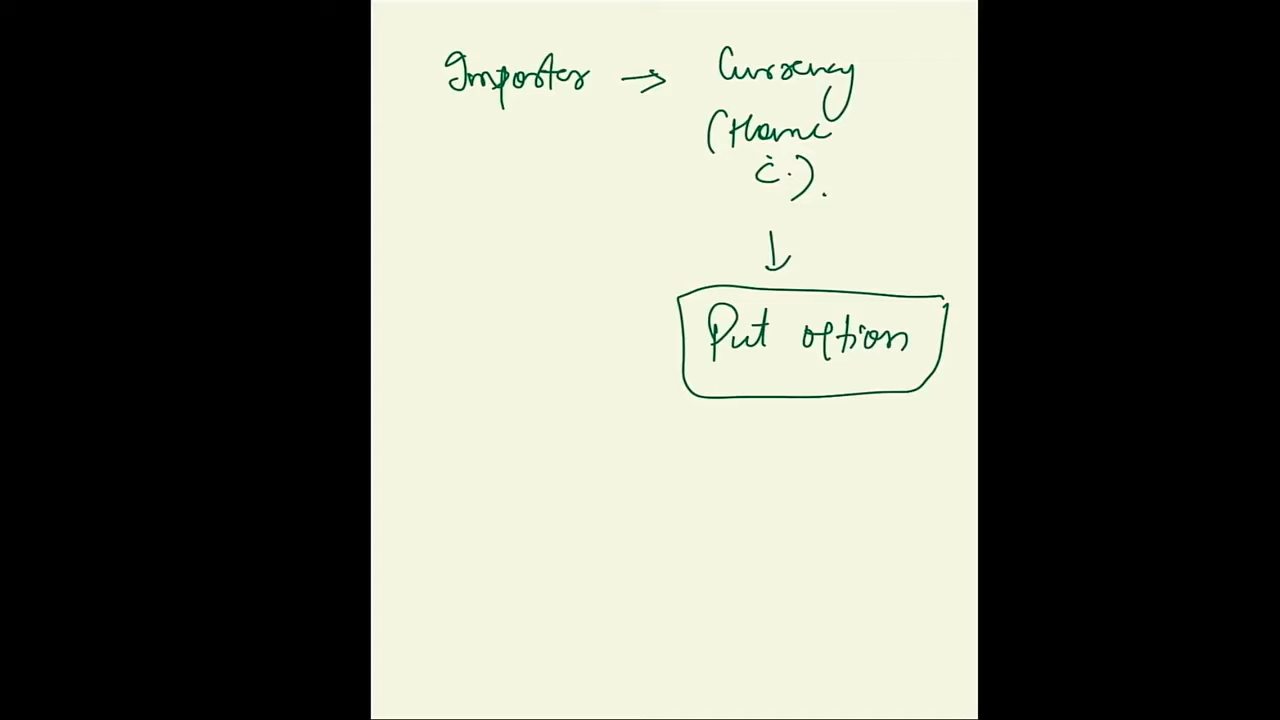 Importer → Currency
(Home
C.).
↓
Put option